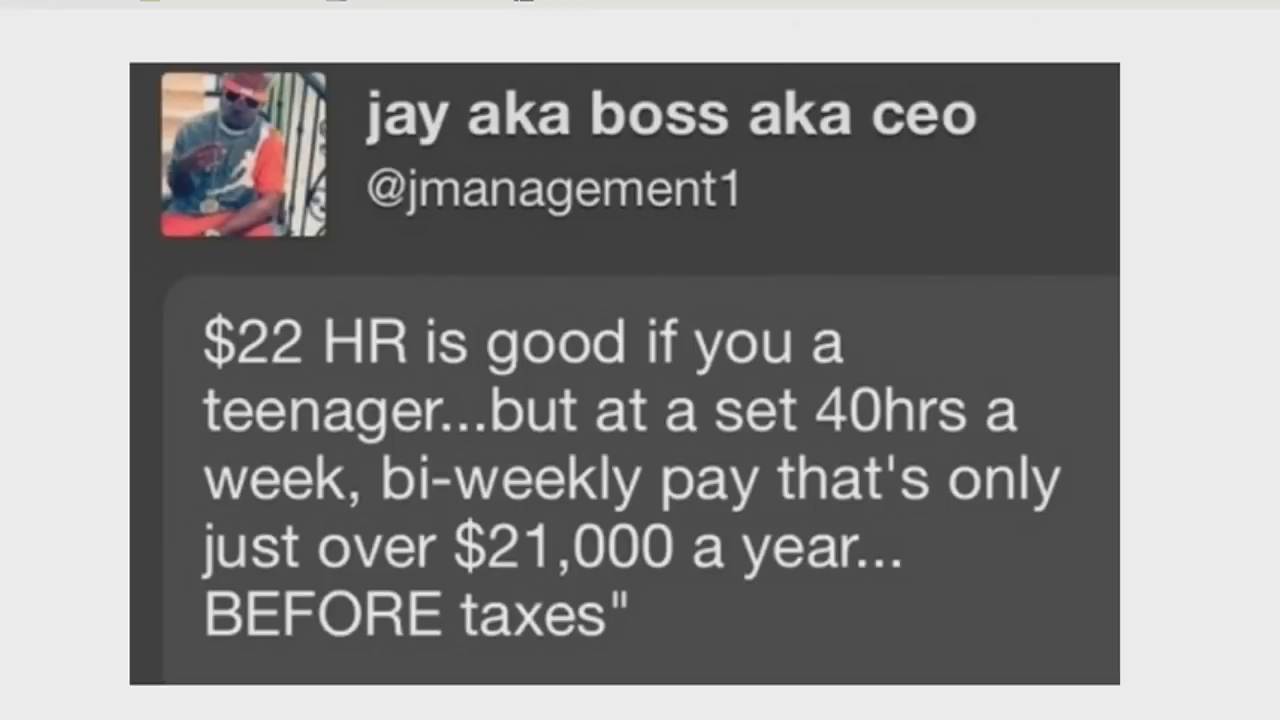 jay aka boss aka ceo
@jmanagement1
$22 HR is good if you a
teenager...but at a set 40hrs a
week, bi-weekly pay that's only
just over $21,000 a year...
BEFORE taxes"